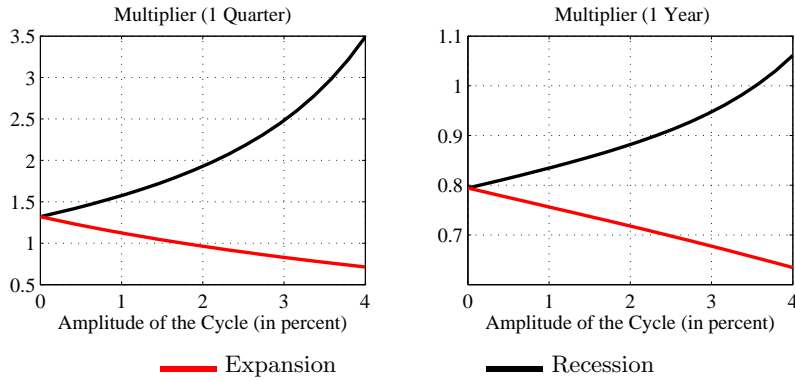 Multiplier (1 Quarter)
3.5
3
2.5
2
1.5
1
0.5
0 1 2 3 4
Amplitude of the Cycle (in percent)
Multiplier (1 Year)
1.1
1
0.9
0.8
0.7
0 1 2 3 4
Amplitude of the Cycle (in percent)
Expansion
Recession